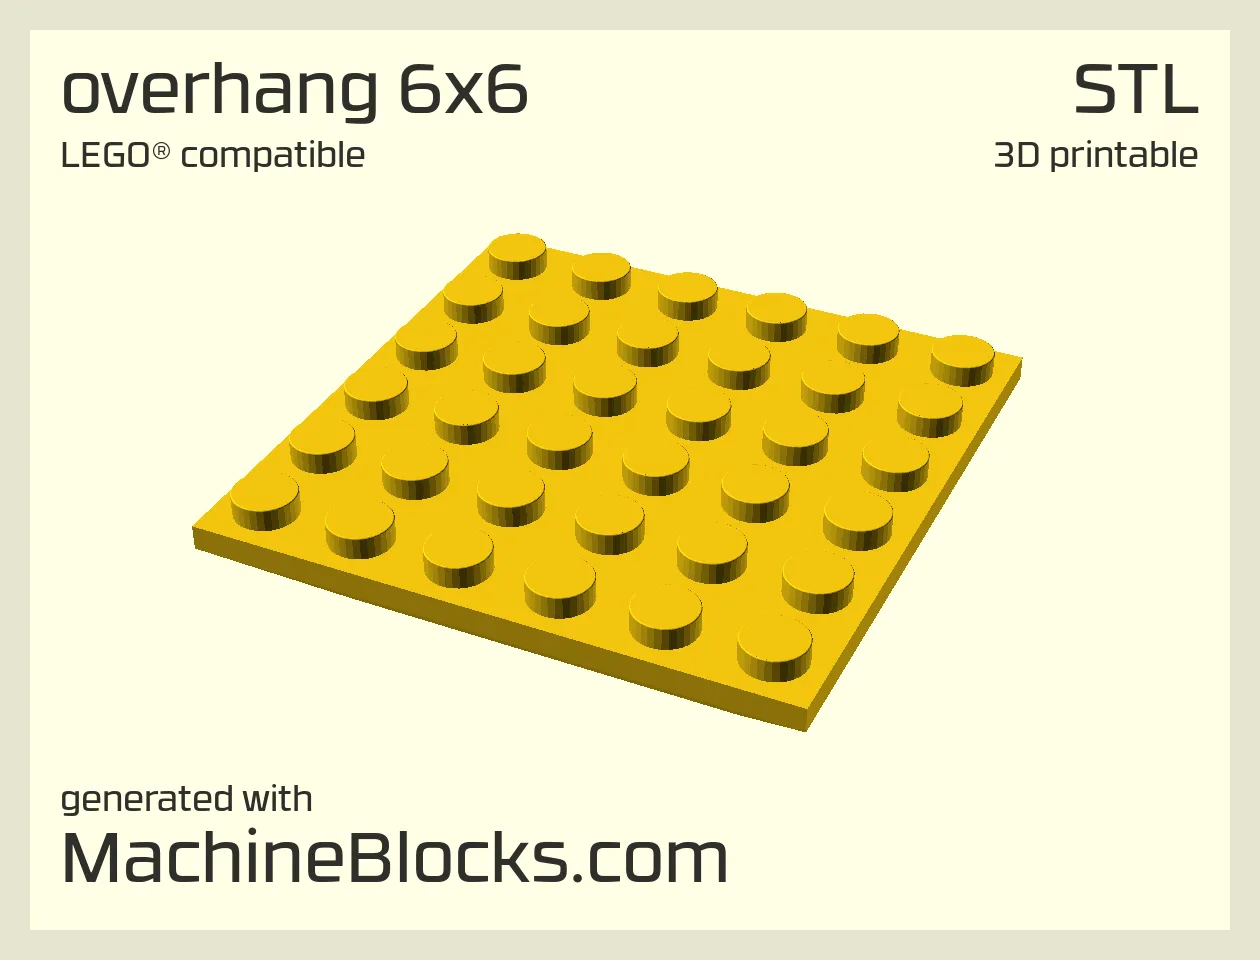 overhang 6x6
STL
LEGO® compatible
3D printable
generated with
MachineBlocks.com